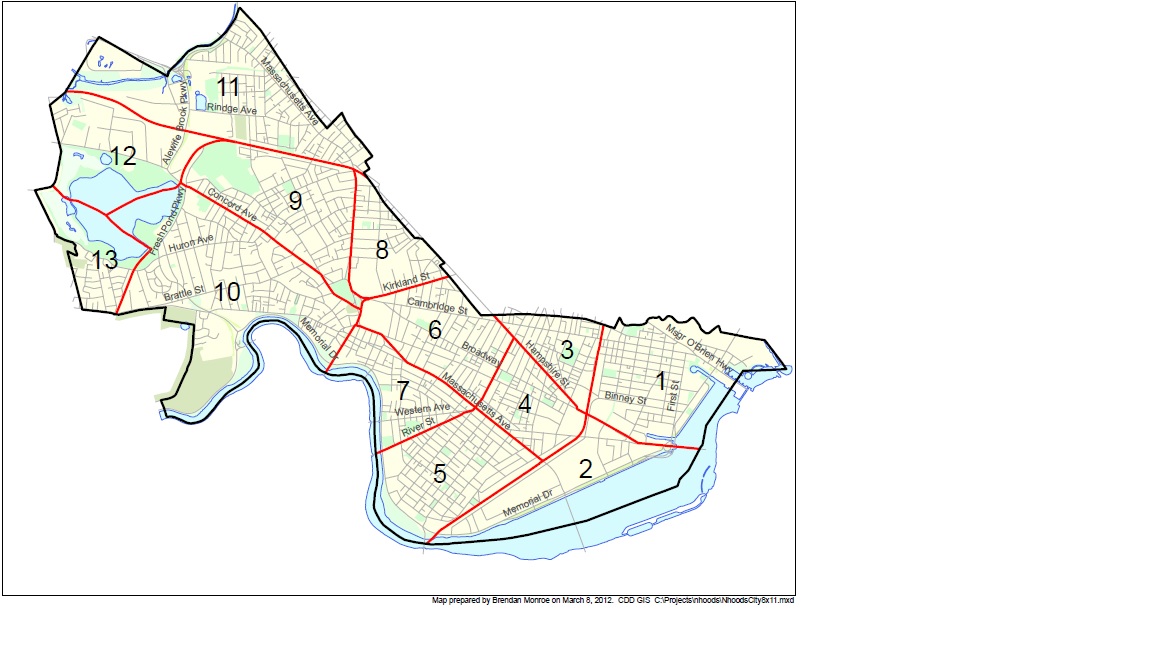 11
Massachusetts Ave
Rindge Ave
Alewife Brook Pkwy
12
9
Concord Ave
Fresh Pond Pkwy
Huron Ave
8
13
Brattle St
10
Kirkland St
Cambridge St
Memorial Dr
6
Broadway
Hampshire St
3
Msgr O'Brien Hwy
1
First St
Binney St
7
Massachusetts Ave
4
Western Ave
River St
5
2
Memorial Dr
Map prepared by Brendan Monroe on March 8, 2012. CDD GIS C:\Projects\nhoods\NhoodsCity8x11.mxd